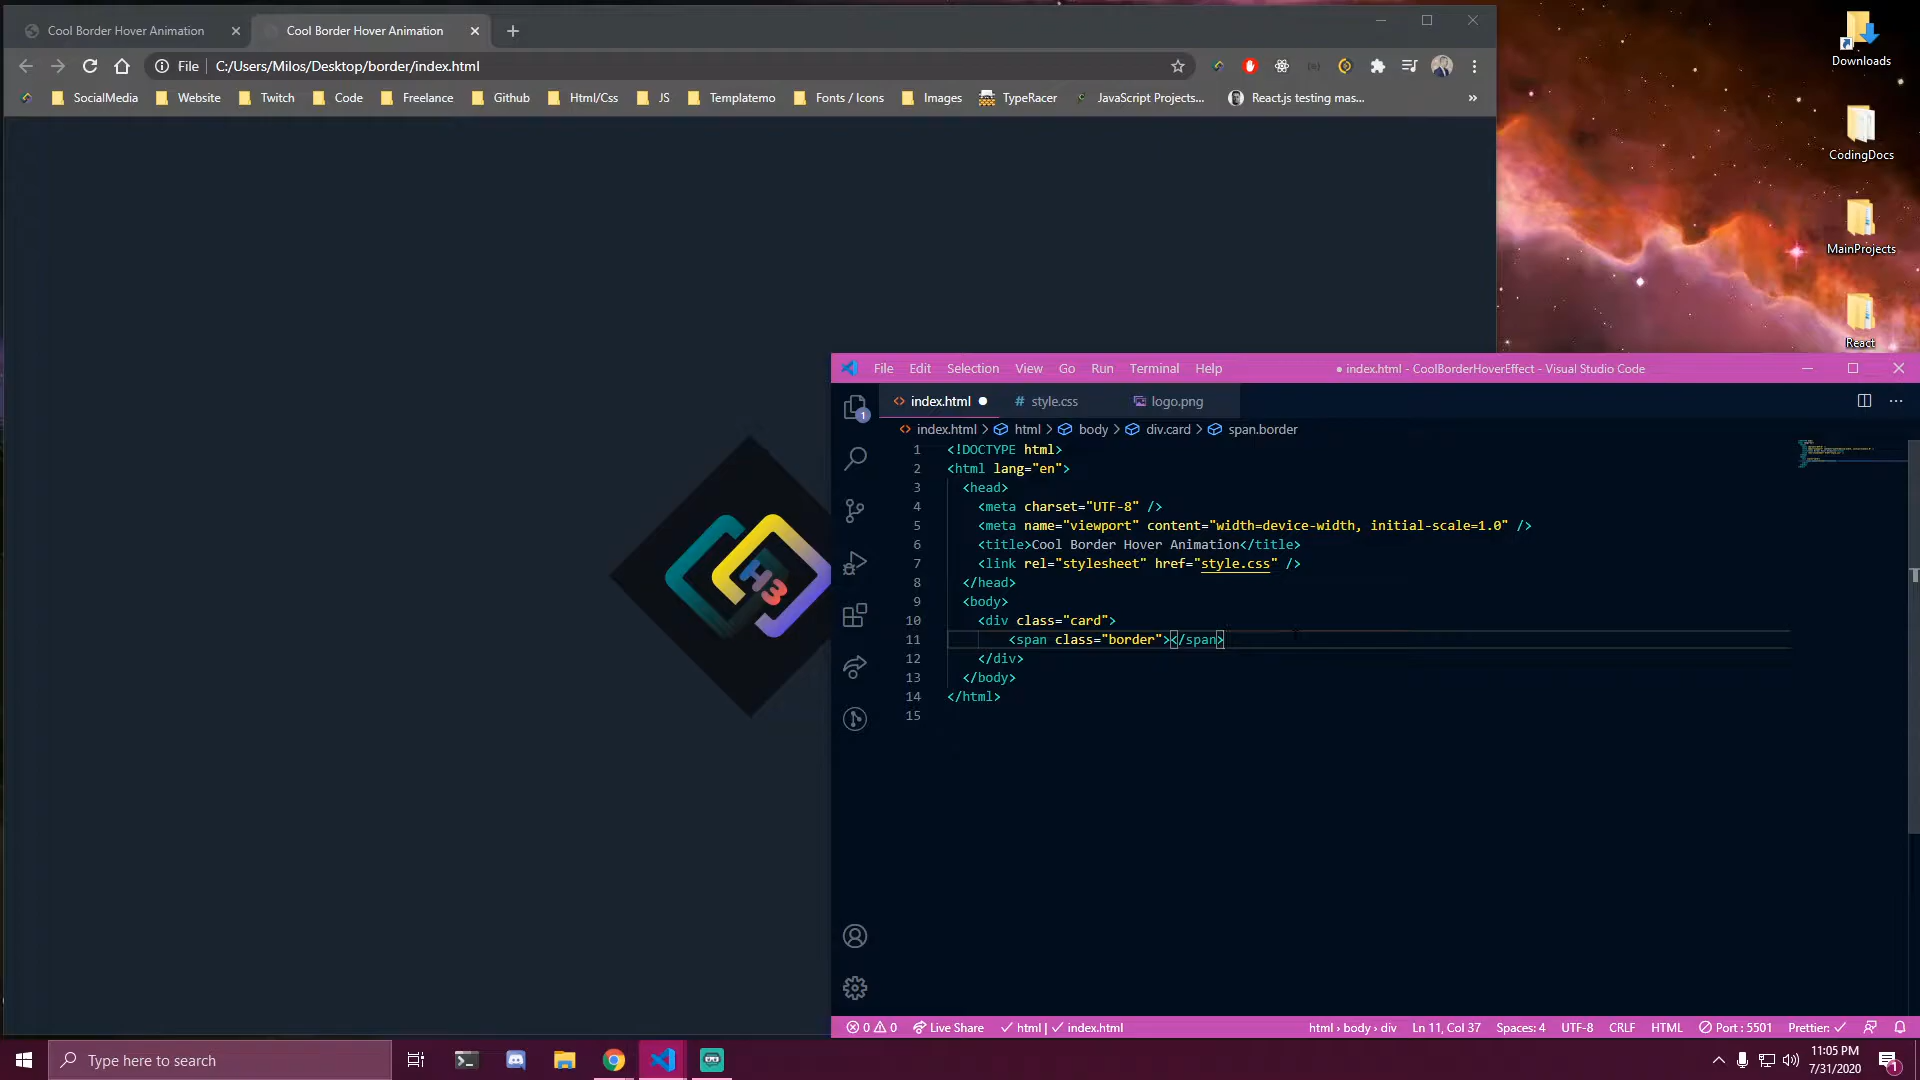 Cool Border Hover Animation
Cool Border Hover Animation
File
C:/Users/Milos/Desktop/border/index.html
SocialMedia
Website
Twitch
Code
Freelance
Github
Html/Css
JS
Templatemo
Fonts / Icons
Images
TypeRacer
JavaScript Projects...
React.js testing mas...
»
Downloads
CodingDocs
MainProjects
React
H3
File Edit Selection View Go Run Terminal Help
● index.html - CoolBorderHoverEffect - Visual Studio Code
index.html
# style.css
logo.png
index.html > html > body > div.card > span.border
1 <!DOCTYPE html>
2 <html lang="en">
3 <head>
4 <meta charset="UTF-8" />
5 <meta name="viewport" content="width=device-width, initial-scale=1.0" />
6 <title>Cool Border Hover Animation</title>
7 <link rel="stylesheet" href="style.css" />
8 </head>
9 <body>
10 <div class="card">
11 <span class="border"></span>
12 </div>
13 </body>
14 </html>
15
1
0 0 Live Share html | index.html
html › body › div Ln 11, Col 37 Spaces: 4 UTF-8 CRLF HTML Port : 5501 Prettier:
Type here to search
11:05 PM
7/31/2020
1